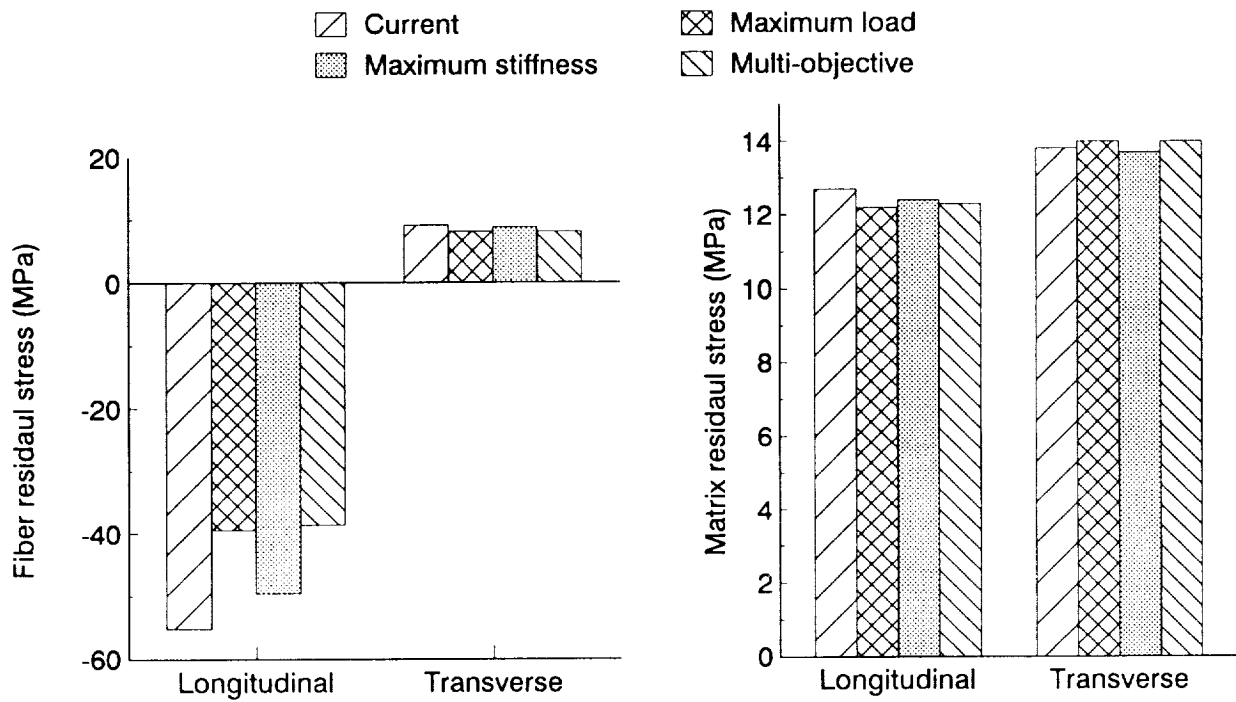 Current
Maximum stiffness
Maximum load
Multi-objective
Fiber residaul stress (MPa)
20
0
-20
-40
-60
Longitudinal
Transverse
Matrix residaul stress (MPa)
14
12
10
8
6
4
2
0
Longitudinal
Transverse